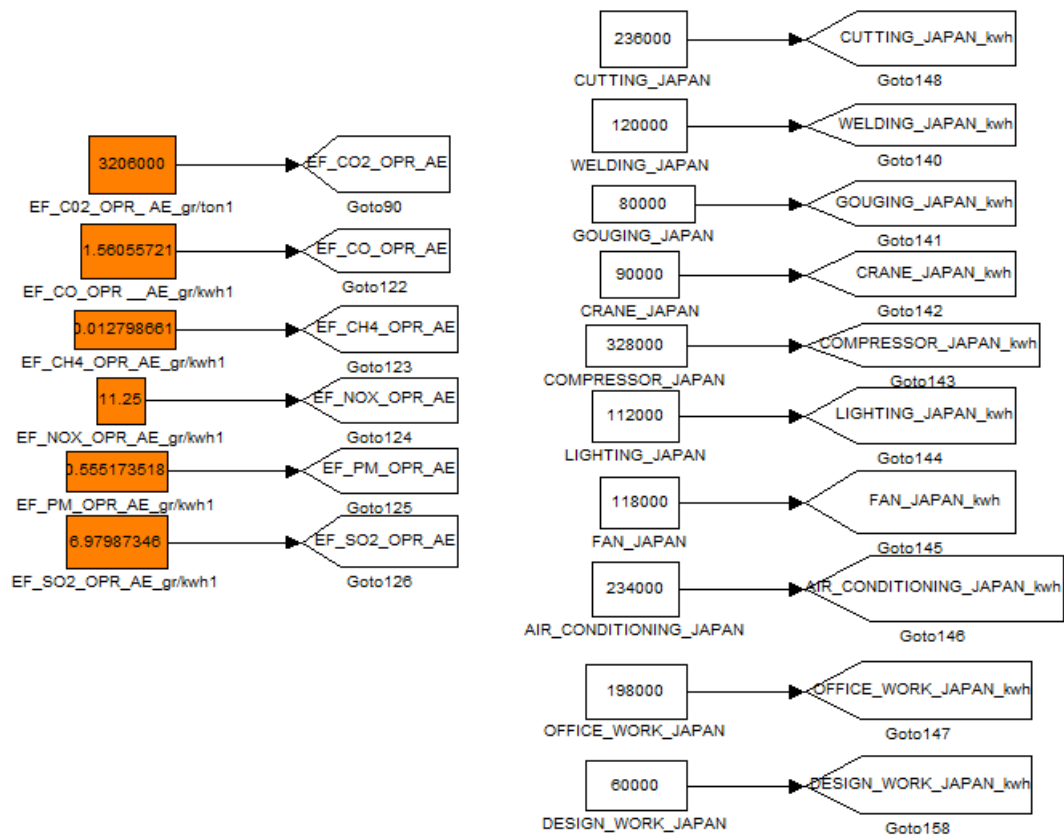 236000
CUTTING_JAPAN_kwh
CUTTING_JAPAN
Goto148
120000
WELDING_JAPAN_kwh
WELDING_JAPAN
Goto140
3206000
EF_CO2_OPR_AE
EF_C02_OPR_ AE_gr/ton1
Goto90
80000
GOUGING_JAPAN_kwh
GOUGING_JAPAN
Goto141
1.56055721
EF_CO_OPR_AE
EF_CO_OPR __AE_gr/kwh1
Goto122
90000
CRANE_JAPAN_kwh
CRANE_JAPAN
Goto142
0.012798661
EF_CH4_OPR_AE
EF_CH4_OPR_AE_gr/kwh1
Goto123
328000
COMPRESSOR_JAPAN_kwh
COMPRESSOR_JAPAN
Goto143
11.25
EF_NOX_OPR_AE
EF_NOX_OPR_AE_gr/kwh1
Goto124
112000
LIGHTING_JAPAN_kwh
LIGHTING_JAPAN
Goto144
0.555173518
EF_PM_OPR_AE
EF_PM_OPR_AE_gr/kwh1
Goto125
118000
FAN_JAPAN_kwh
FAN_JAPAN
Goto145
6.97987346
EF_SO2_OPR_AE
EF_SO2_OPR_AE_gr/kwh1
Goto126
234000
AIR_CONDITIONING_JAPAN_kwh
AIR_CONDITIONING_JAPAN
Goto146
198000
OFFICE_WORK_JAPAN_kwh
OFFICE_WORK_JAPAN
Goto147
60000
DESIGN_WORK_JAPAN_kwh
DESIGN_WORK_JAPAN
Goto158